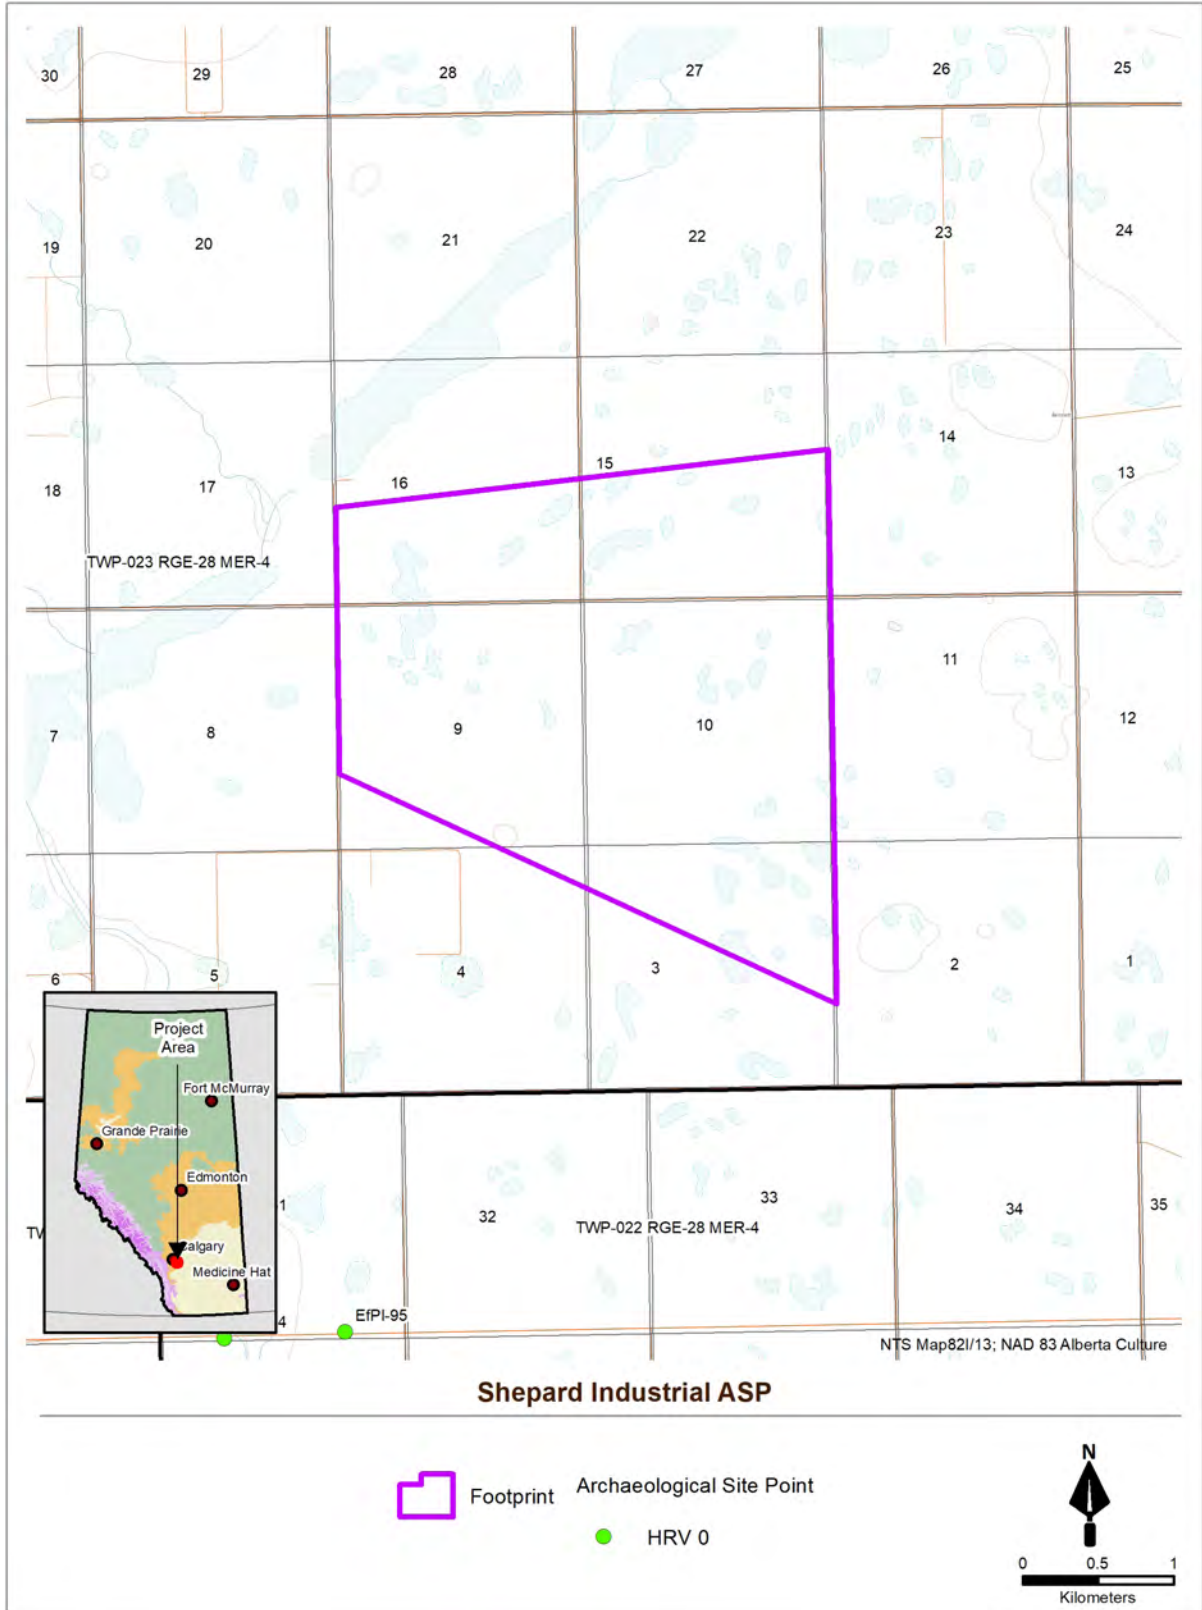 30
29
28
27
26
25
19
20
21
22
23
24
18
17
16
15
14
13
TWP-023 RGE-28 MER-4
7
8
9
10
11
12
6
5
4
3
2
1
Project
Area
Fort McMurray
Grande Prairie
Edmonton
Calgary
Medicine Hat
1
32
33
34
35
TW
TWP-022 RGE-28 MER-4
4
EfPl-95
NTS Map82I/13; NAD 83 Alberta Culture
Shepard Industrial ASP
Footprint
Archaeological Site Point
HRV 0
N
0 0.5 1
Kilometers